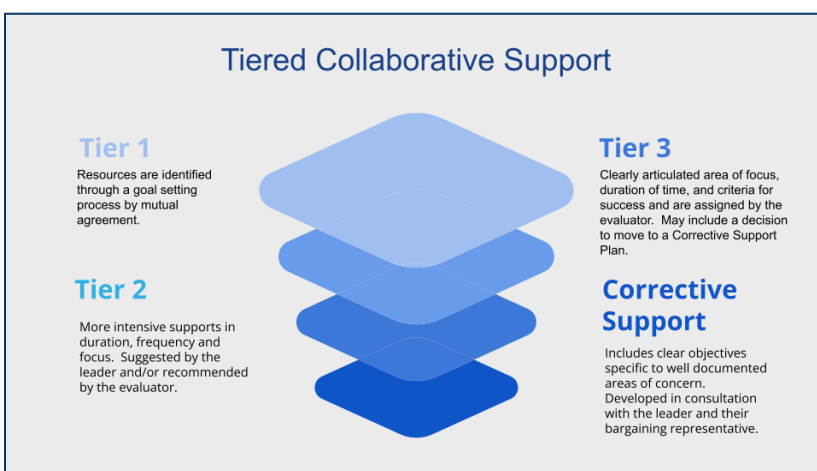 Tiered Collaborative Support
Tier 1
Resources are identified
through a goal setting
process by mutual
agreement.
Tier 2
More intensive supports in
duration, frequency and
focus.  Suggested by the
leader and/or recommended
by the evaluator.
Tier 3
Clearly articulated area of focus,
duration of time, and criteria for
success and are assigned by the
evaluator.  May include a decision
to move to a Corrective Support
Plan.
Corrective
Support
Includes clear objectives
specific to well documented
areas of concern.
Developed in consultation
with the leader and their
bargaining representative.